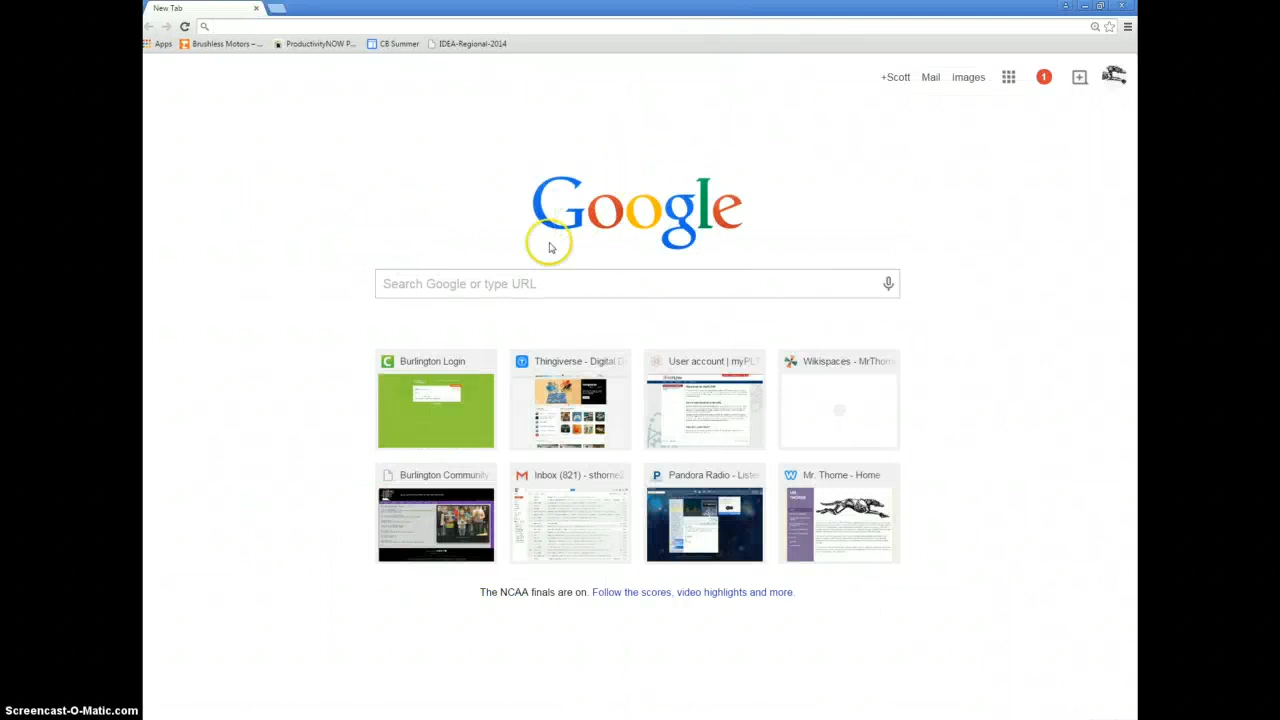 New Tab
Apps Brushless Motors – ... ProductivityNOW P... CB Summer IDEA-Regional-2014
+Scott Mail Images 1
Google
Search Google or type URL
Burlington Login Thingiverse - Digital D User account | myPLT Wikispaces - MrThorn
Burlington Community Inbox (821) - sthorne Pandora Radio - Liste Mr. Thorne - Home
The NCAA finals are on. Follow the scores, video highlights and more.
Screencast-O-Matic.com